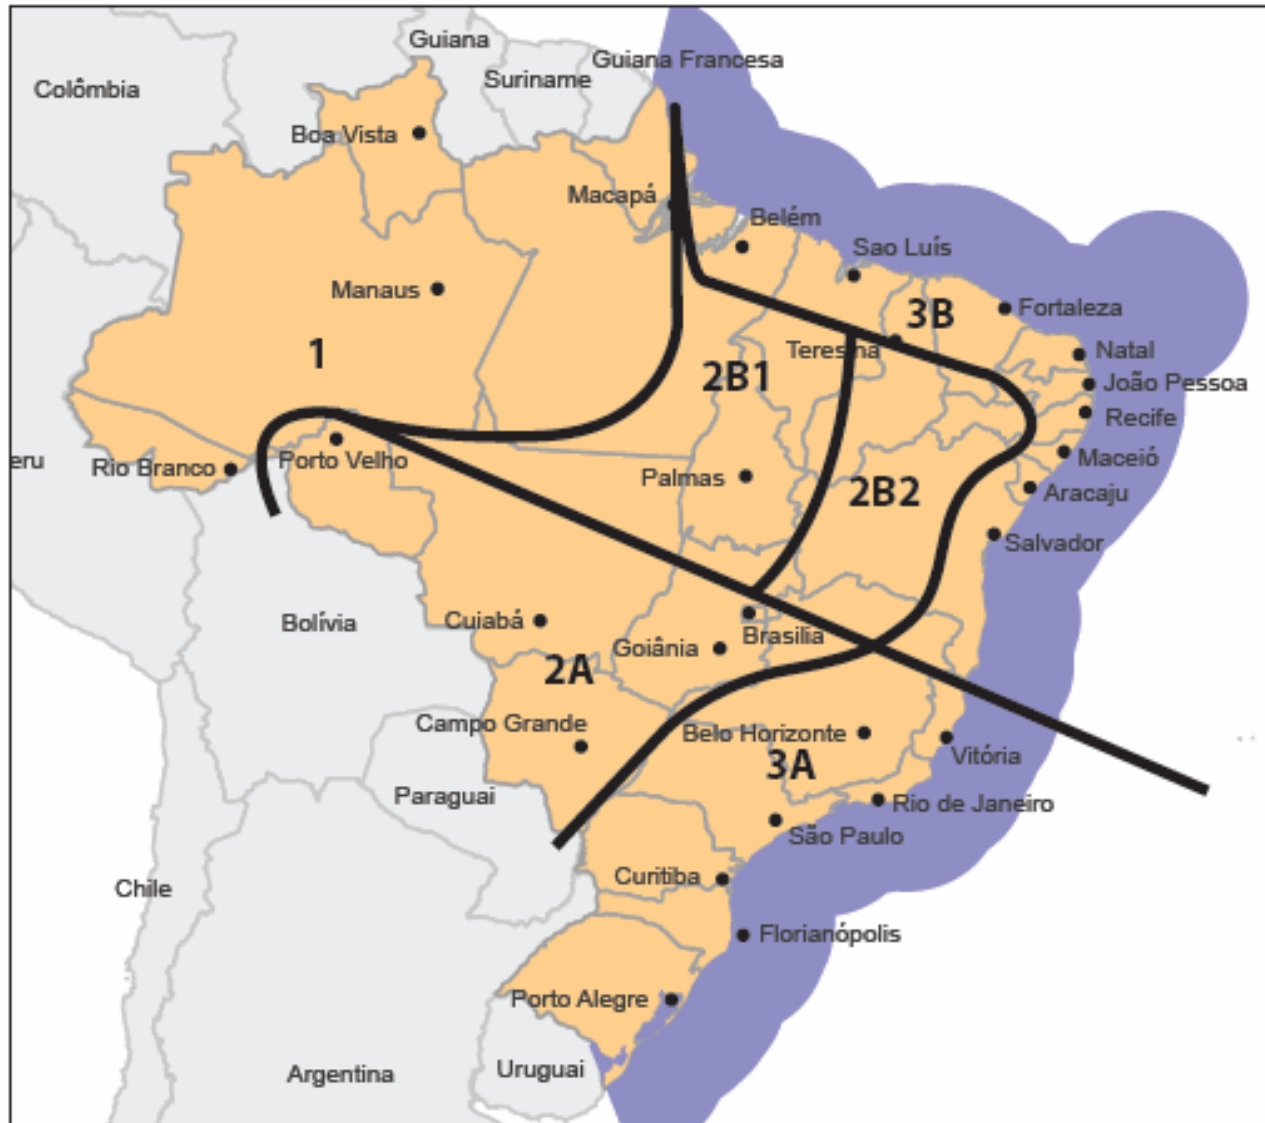 Guiana
Guiana Francesa
Colômbia
Suriname
Boa Vista
Macapá
Belém
Sao Luís
Manaus
3B
Fortaleza
1
Teresina
Natal
2B1
João Pessoa
Recife
eru
Rio Branco
Porto Velho
Maceió
Palmas
2B2
Aracaju
Salvador
Bolívia
Cuiabá
Goiânia
Brasilia
2A
Campo Grande
Belo Horizonte
Vitória
3A
Paraguai
Rio de Janeiro
São Paulo
Chile
Curitiba
Florianópolis
Porto Alegre
Argentina
Uruguai